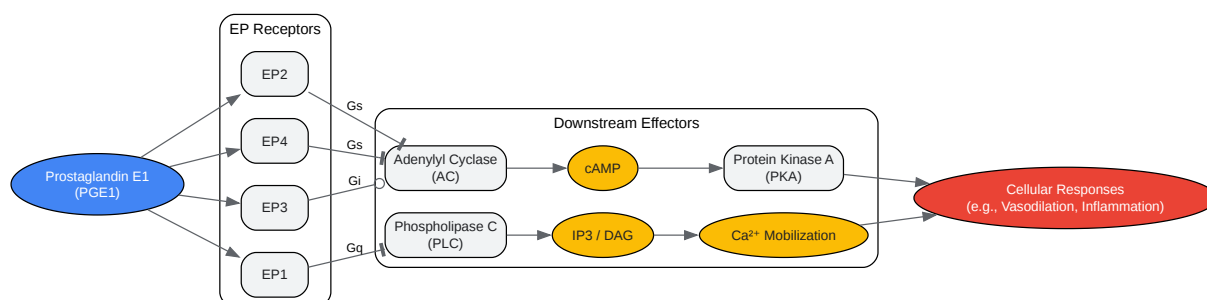 EP Receptors
EP2
Gs
Downstream Effectors
EP4
Gs
Adenylyl Cyclase
(AC)
cAMP
Protein Kinase A
(PKA)
Prostaglandin E1
(PGE1)
Gi
EP3
Cellular Responses
(e.g., Vasodilation, Inflammation)
Phospholipase C
(PLC)
IP3 / DAG
Ca²⁺ Mobilization
Gq
EP1